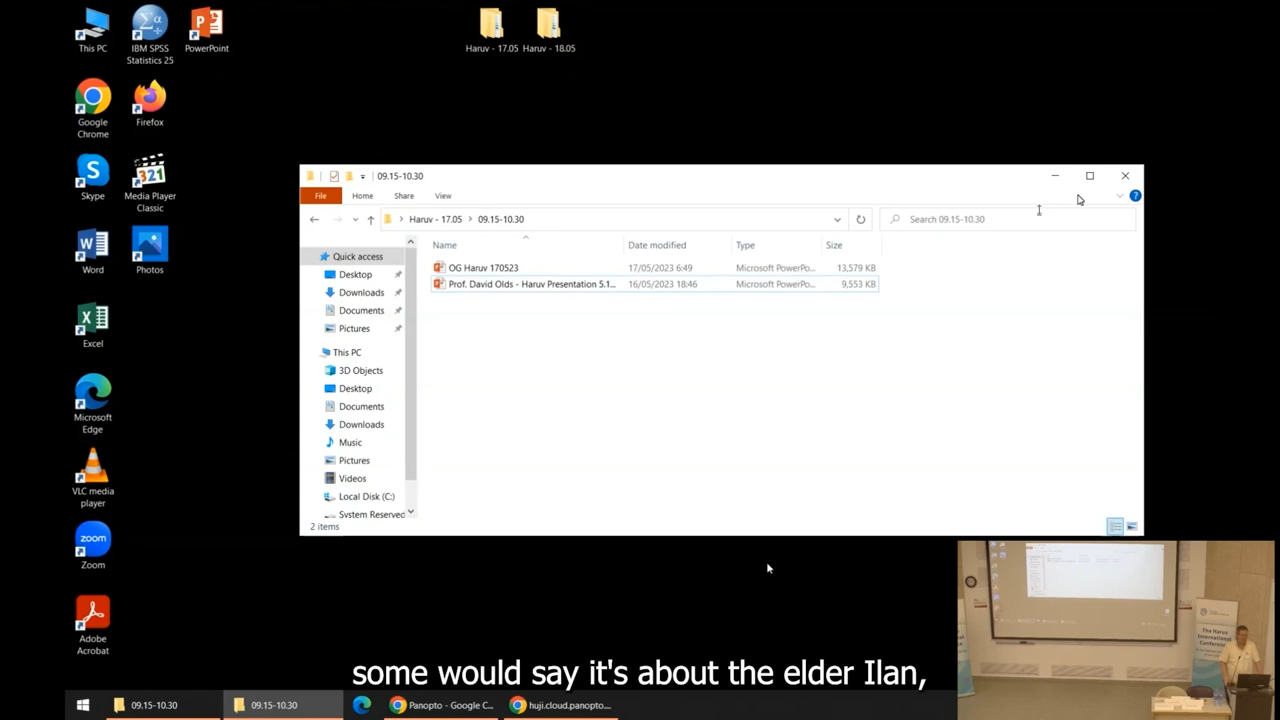 This PC
IBM SPSS
Statistics 25
PowerPoint
Haruv - 17.05
Haruv - 18.05
Google
Chrome
Firefox
Skype
Media Player
Classic
Word
Photos
Excel
Microsoft
Edge
VLC media
player
Zoom
Adobe
Acrobat
321
zoom
09.15-10.30
File Home Share View
Haruv - 17.05 > 09.15-10.30
Search 09.15-10.30
Name Date modified Type Size
OG Haruv 170523 17/05/2023 6:49 Microsoft PowerPo... 13,579 KB
Prof. David Olds - Haruv Presentation 5.1... 16/05/2023 18:46 Microsoft PowerPo... 9,553 KB
Quick access
Desktop
Downloads
Documents
Pictures
This PC
3D Objects
Desktop
Documents
Downloads
Music
Pictures
Videos
Local Disk (C:)
System Reserved
2 items
The Haruv
International
Conference
some would say it's about the elder Ilan,
09.15-10.30
09.15-10.30
Panopto - Google C...
huji.cloud.panopto....